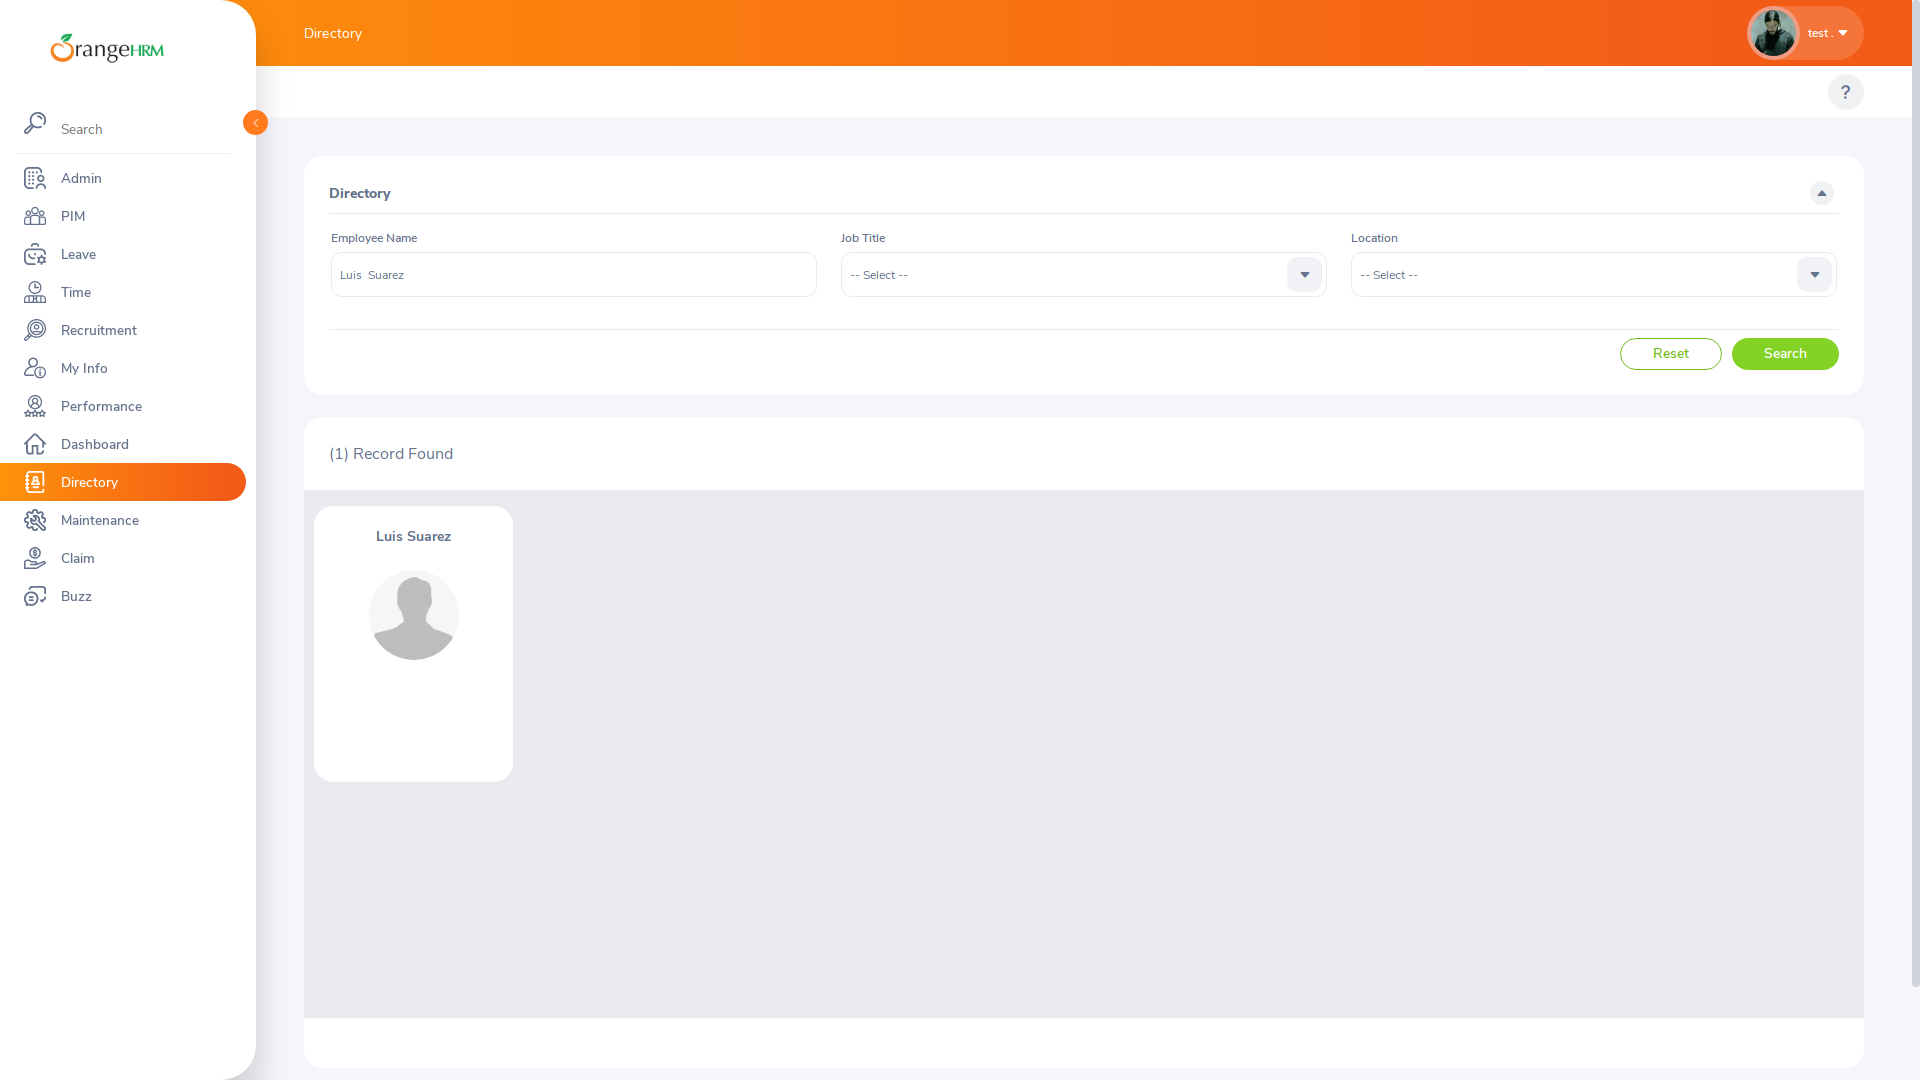 OrangeHRM
Directory
test .
Search
?
Admin
PIM
Leave
Time
Recruitment
My Info
Performance
Dashboard
Directory
Maintenance
Claim
Buzz
Directory
Employee Name
Job Title
Location
Luis  Suarez
-- Select --
-- Select --
Reset
Search
(1) Record Found
Luis Suarez